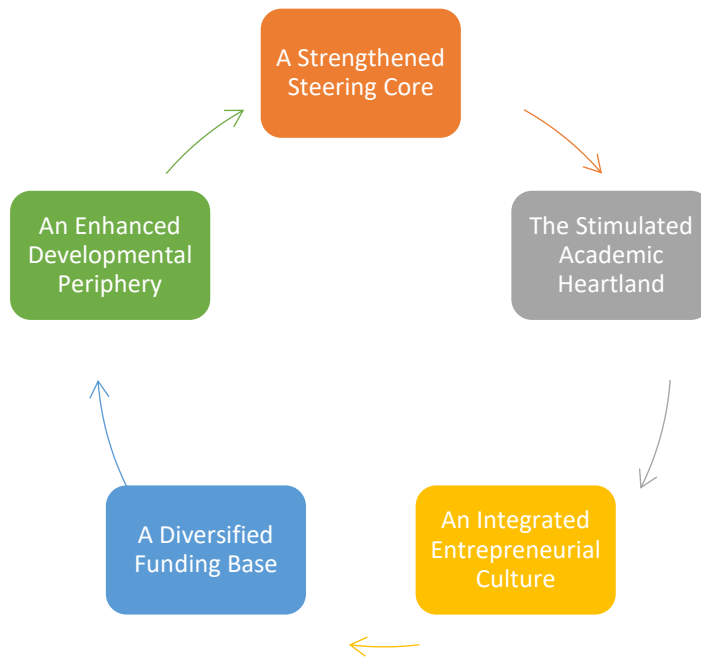 A Strengthened
Steering Core
An Enhanced
Developmental
Periphery
The Stimulated
Academic
Heartland
A Diversified
Funding Base
An Integrated
Entrepreneurial
Culture